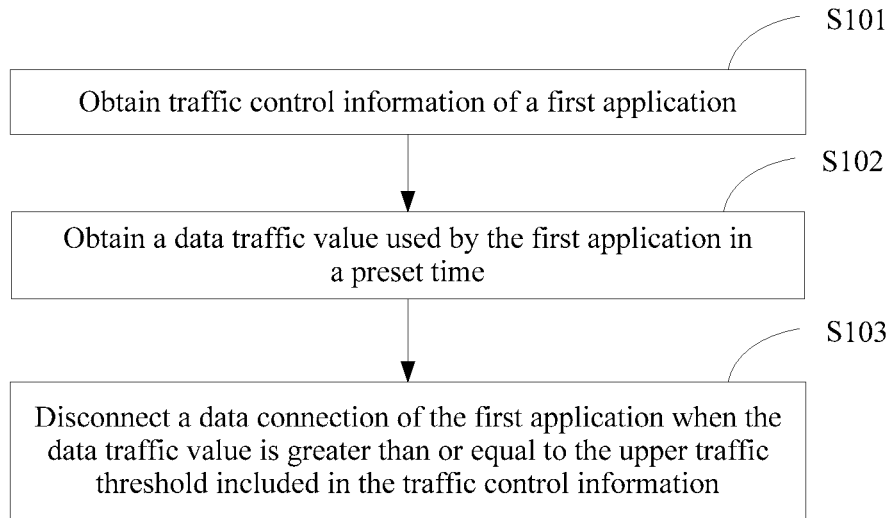 S101
Obtain traffic control information of a first application
S102
Obtain a data traffic value used by the first application in
a preset time
S103
Disconnect a data connection of the first application when the
data traffic value is greater than or equal to the upper traffic
threshold included in the traffic control information